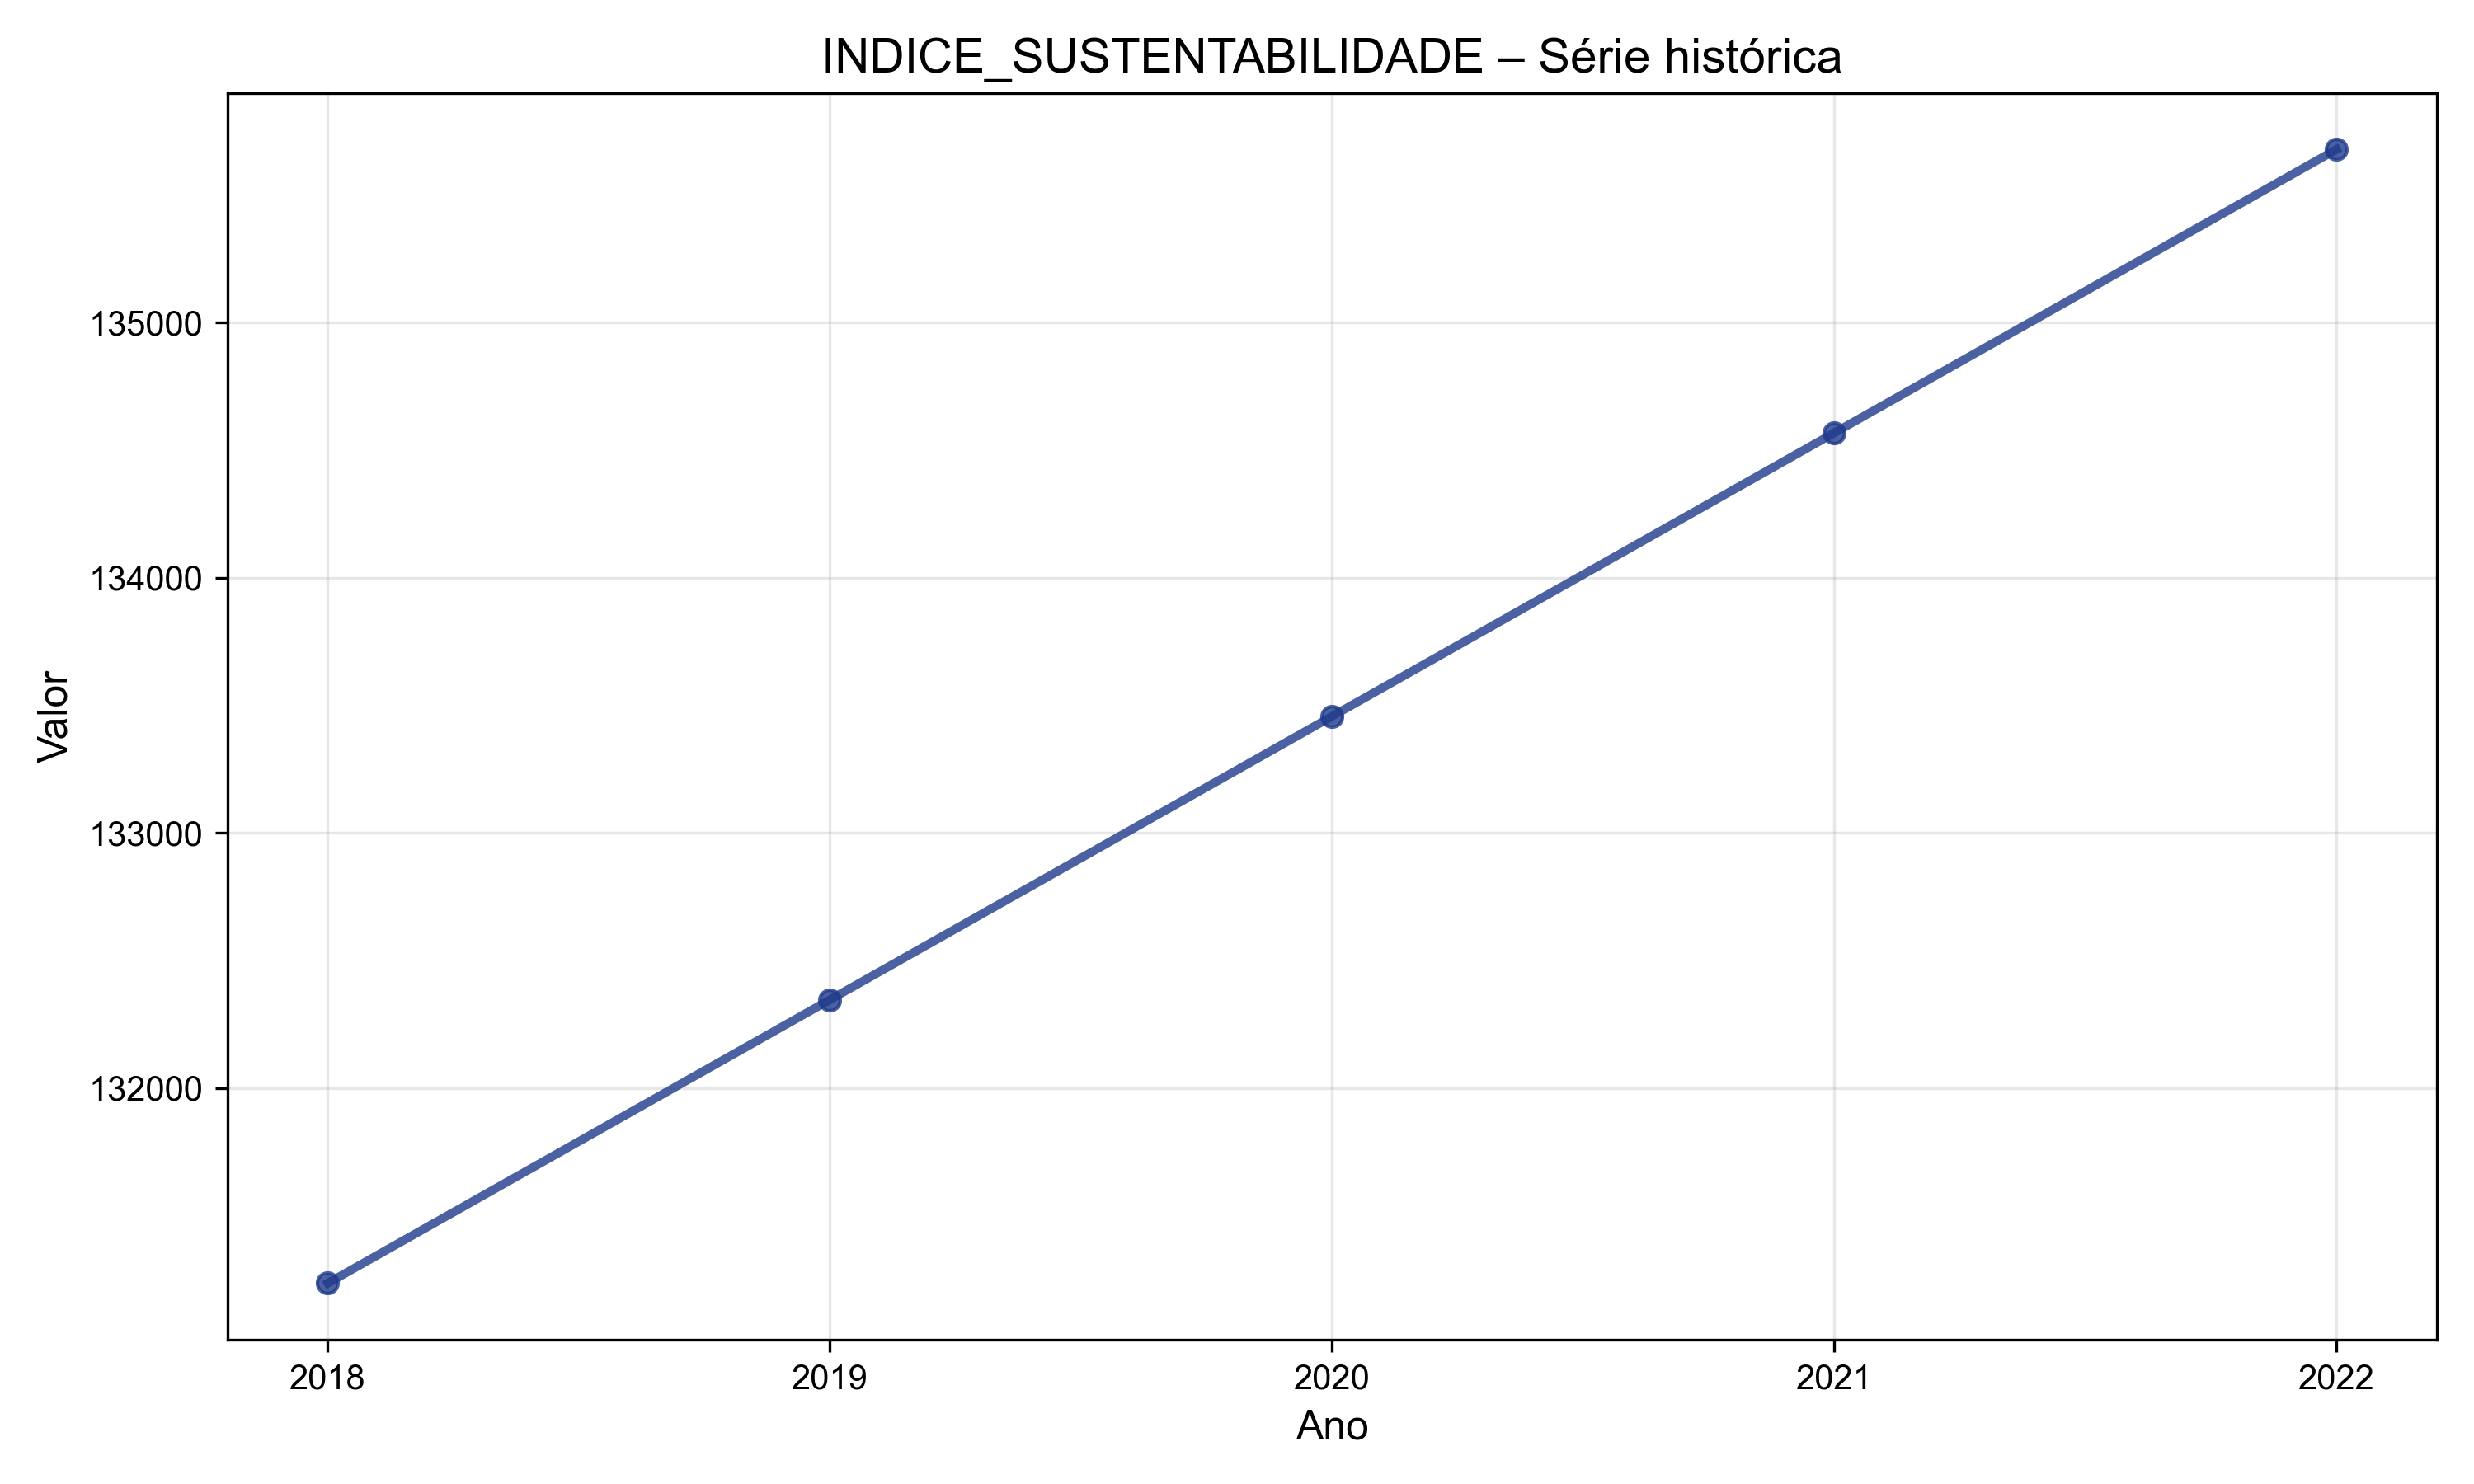 INDICE_SUSTENTABILIDADE – Série histórica
Valor
135000
134000
133000
132000
2018 2019 2020 2021 2022
Ano